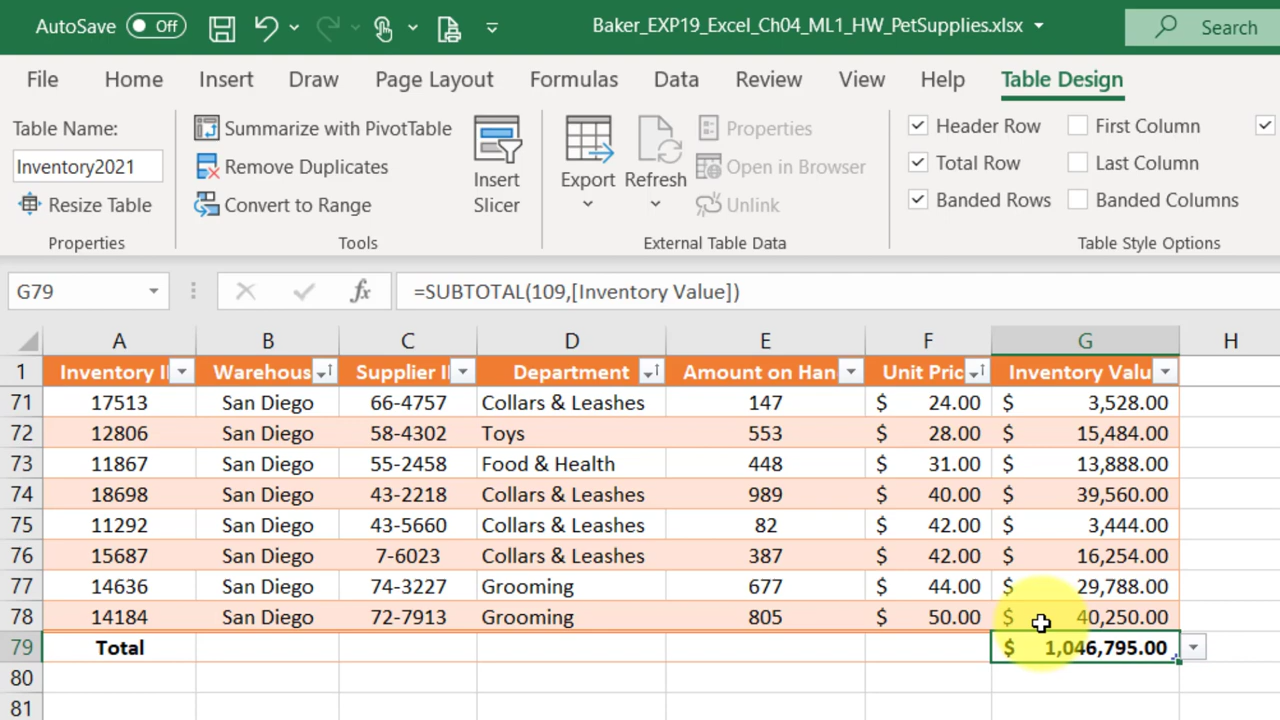 AutoSave Off Baker_EXP19_Excel_Ch04_ML1_HW_PetSupplies.xlsx Search
File Home Insert Draw Page Layout Formulas Data Review View Help Table Design
Table Name:
Inventory2021
Resize Table
Properties
Summarize with PivotTable
Remove Duplicates
Convert to Range
Tools
Insert
Slicer
Export
Refresh
Properties
Open in Browser
Unlink
External Table Data
Header Row
Total Row
Banded Rows
First Column
Last Column
Banded Columns
Table Style Options
G79 fx =SUBTOTAL(109,[Inventory Value])
A B C D E F G H
1 Inventory I Warehous Supplier I Department Amount on Han Unit Pric Inventory Valu
71 17513 San Diego 66-4757 Collars & Leashes 147 $ 24.00 $ 3,528.00
72 12806 San Diego 58-4302 Toys 553 $ 28.00 $ 15,484.00
73 11867 San Diego 55-2458 Food & Health 448 $ 31.00 $ 13,888.00
74 18698 San Diego 43-2218 Collars & Leashes 989 $ 40.00 $ 39,560.00
75 11292 San Diego 43-5660 Collars & Leashes 82 $ 42.00 $ 3,444.00
76 15687 San Diego 7-6023 Collars & Leashes 387 $ 42.00 $ 16,254.00
77 14636 San Diego 74-3227 Grooming 677 $ 44.00 $ 29,788.00
78 14184 San Diego 72-7913 Grooming 805 $ 50.00 $ 40,250.00
79 Total $ 1,046,795.00
80
81